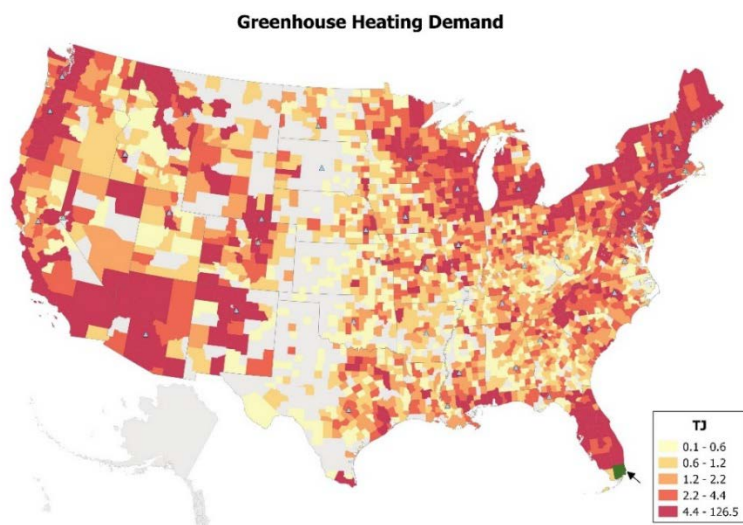 Greenhouse Heating Demand
TJ
0.1 - 0.6
0.6 - 1.2
1.2 - 2.2
2.2 - 4.4
4.4 - 126.5